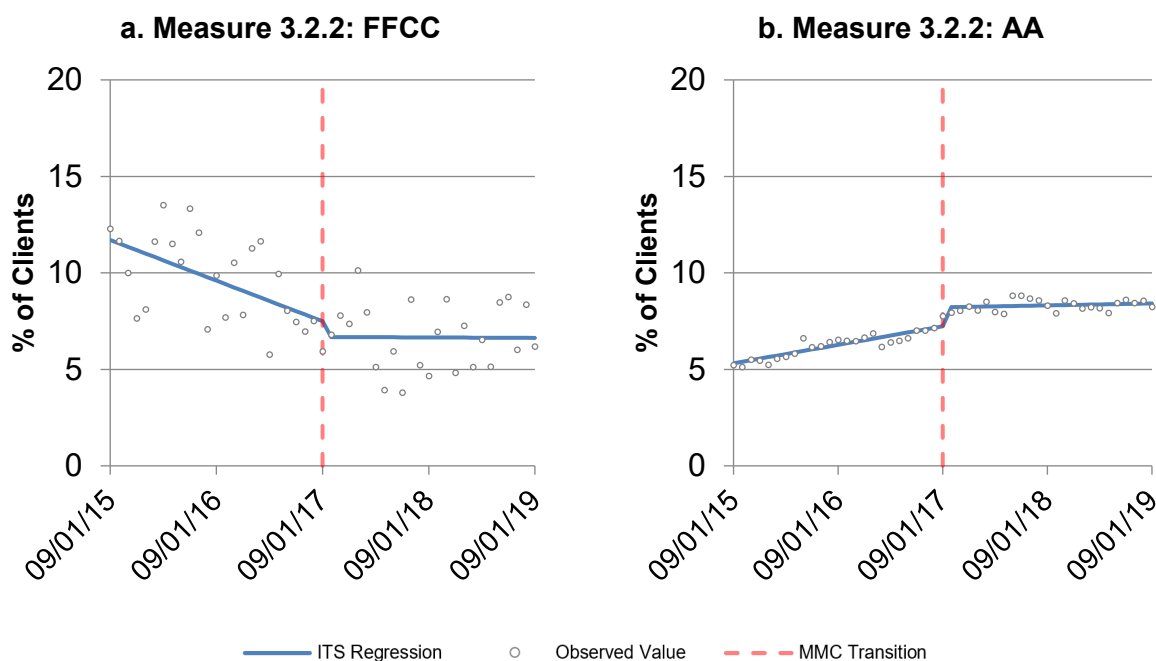 a. Measure 3.2.2: FFCC
% of Clients
20
15
10
5
0
09/01/15
09/01/16
09/01/17
09/01/18
09/01/19
b. Measure 3.2.2: AA
% of Clients
20
15
10
5
0
09/01/15
09/01/16
09/01/17
09/01/18
09/01/19
ITS Regression
Observed Value
MMC Transition